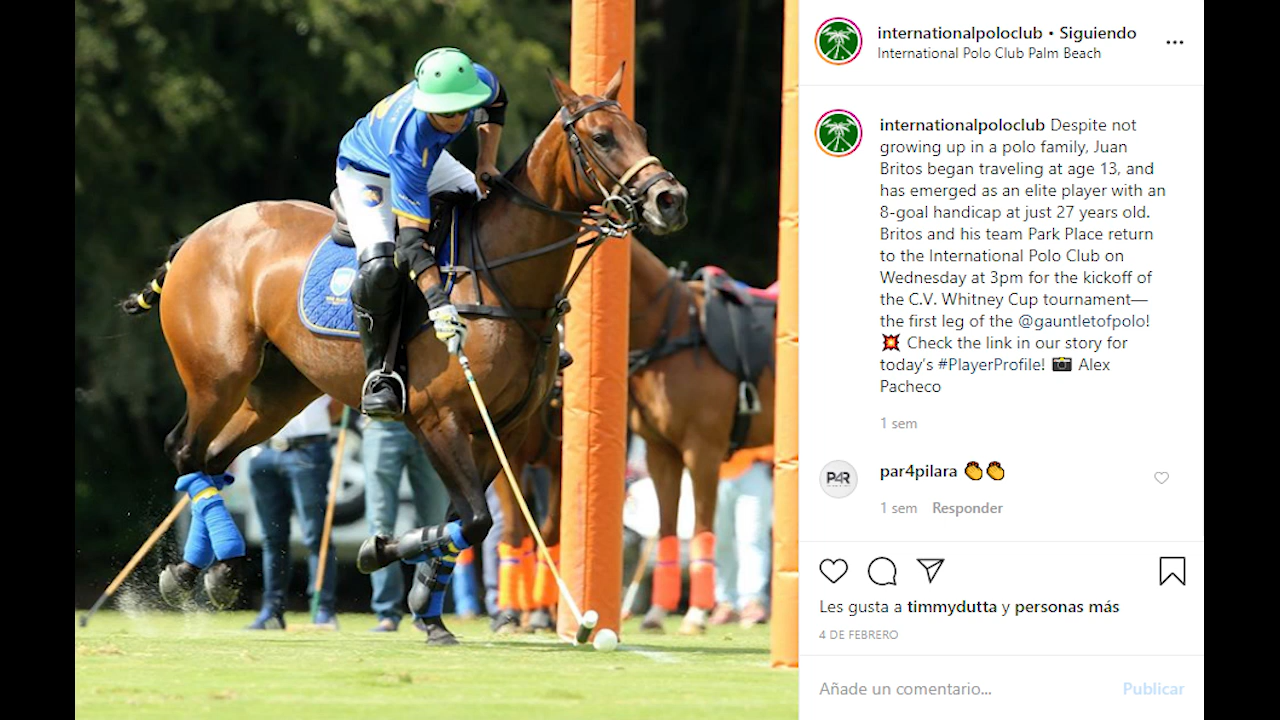 internationalpoloclub • Siguiendo
International Polo Club Palm Beach
internationalpoloclub Despite not
growing up in a polo family, Juan
Britos began traveling at age 13, and
has emerged as an elite player with an
8-goal handicap at just 27 years old.
Britos and his team Park Place return
to the International Polo Club on
Wednesday at 3pm for the kickoff of
the C.V. Whitney Cup tournament—
the first leg of the @gauntletofpolo!
💥 Check the link in our story for
today's #PlayerProfile! 📷 Alex
Pacheco
1 sem
P4R
par4pilara 👏👏
1 sem Responder
Les gusta a timmydutta y personas más
4 DE FEBRERO
Añade un comentario... Publicar